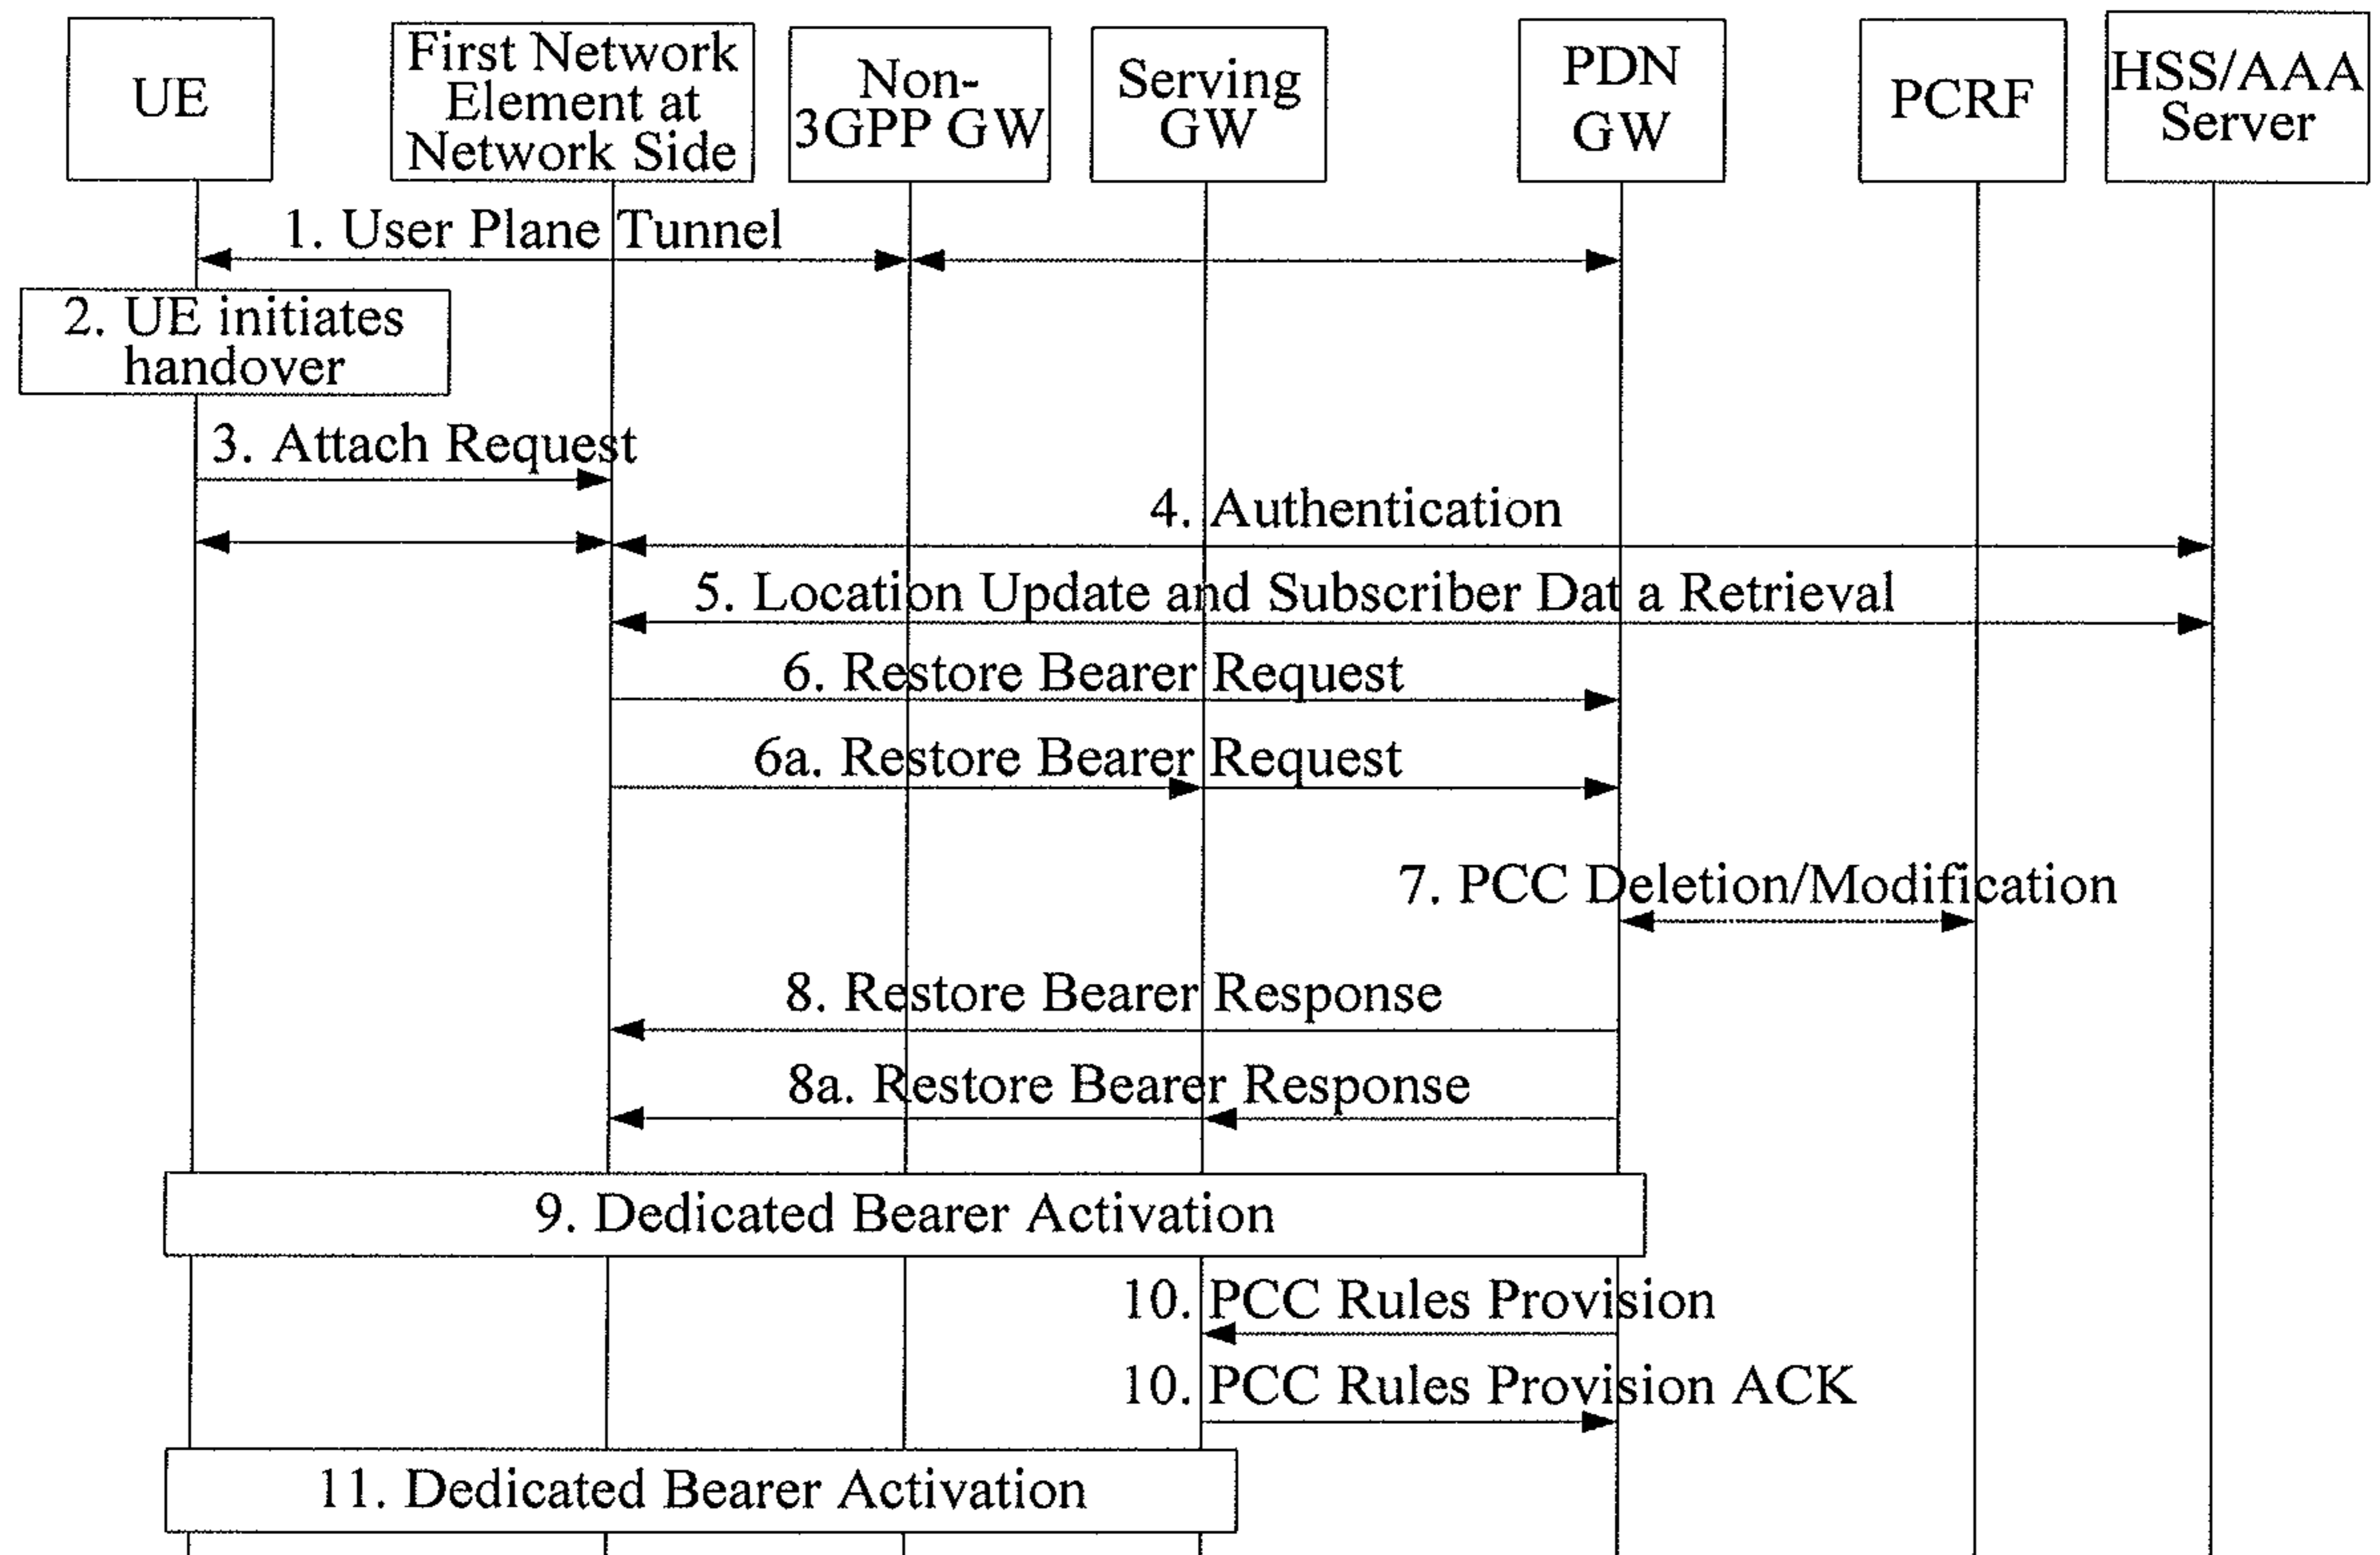 UE
First Network
Element at
Network Side
Non-
3GPP GW
Serving
GW
PDN
GW
PCRF
HSS/AAA
Server
1. User Plane Tunnel
2. UE initiates
handover
3. Attach Request
4. Authentication
5. Location Update and Subscriber Dat a Retrieval
6. Restore Bearer Request
6a. Restore Bearer Request
7. PCC Deletion/Modification
8. Restore Bearer Response
8a. Restore Bearer Response
9. Dedicated Bearer Activation
10. PCC Rules Provision
10. PCC Rules Provision ACK
11. Dedicated Bearer Activation